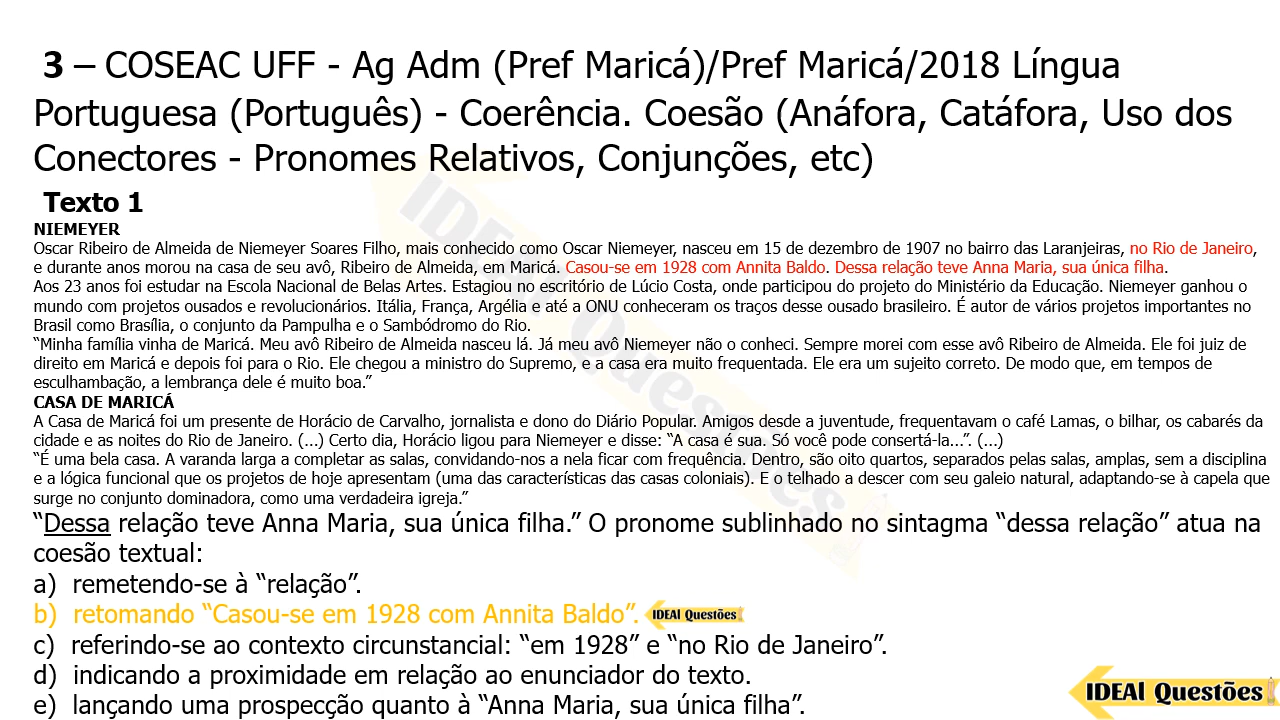 3 – COSEAC UFF - Ag Adm (Pref Maricá)/Pref Maricá/2018 Língua
Portuguesa (Português) - Coerência. Coesão (Anáfora, Catáfora, Uso dos
Conectores - Pronomes Relativos, Conjunções, etc)
Texto 1
NIEMEYER
Oscar Ribeiro de Almeida de Niemeyer Soares Filho, mais conhecido como Oscar Niemeyer, nasceu em 15 de dezembro de 1907 no bairro das Laranjeiras, no Rio de Janeiro,
e durante anos morou na casa de seu avô, Ribeiro de Almeida, em Maricá. Casou-se em 1928 com Annita Baldo. Dessa relação teve Anna Maria, sua única filha.
Aos 23 anos foi estudar na Escola Nacional de Belas Artes. Estagiou no escritório de Lúcio Costa, onde participou do projeto do Ministério da Educação. Niemeyer ganhou o
mundo com projetos ousados e revolucionários. Itália, França, Argélia e até a ONU conheceram os traços desse ousado brasileiro. É autor de vários projetos importantes no
Brasil como Brasília, o conjunto da Pampulha e o Sambódromo do Rio.
“Minha família vinha de Maricá. Meu avô Ribeiro de Almeida nasceu lá. Já meu avô Niemeyer não o conheci. Sempre morei com esse avô Ribeiro de Almeida. Ele foi juiz de
direito em Maricá e depois foi para o Rio. Ele chegou a ministro do Supremo, e a casa era muito frequentada. Ele era um sujeito correto. De modo que, em tempos de
esculhambação, a lembrança dele é muito boa.”
CASA DE MARICÁ
A Casa de Maricá foi um presente de Horácio de Carvalho, jornalista e dono do Diário Popular. Amigos desde a juventude, frequentavam o café Lamas, o bilhar, os cabarés da
cidade e as noites do Rio de Janeiro. (...) Certo dia, Horácio ligou para Niemeyer e disse: “A casa é sua. Só você pode consertá-la...”. (...)
“É uma bela casa. A varanda larga a completar as salas, convidando-nos a nela ficar com frequência. Dentro, são oito quartos, separados pelas salas, amplas, sem a disciplina
e a lógica funcional que os projetos de hoje apresentam (uma das características das casas coloniais). E o telhado a descer com seu galeio natural, adaptando-se à capela que
surge no conjunto dominadora, como uma verdadeira igreja.”
“Dessa relação teve Anna Maria, sua única filha.” O pronome sublinhado no sintagma “dessa relação” atua na
coesão textual:
a) remetendo-se à “relação”.
b) retomando “Casou-se em 1928 com Annita Baldo”. IDEAl Questões
c) referindo-se ao contexto circunstancial: “em 1928” e “no Rio de Janeiro”.
d) indicando a proximidade em relação ao enunciador do texto.
e) lançando uma prospecção quanto à “Anna Maria, sua única filha”.
IDEAl Questões
IDEAl Questões